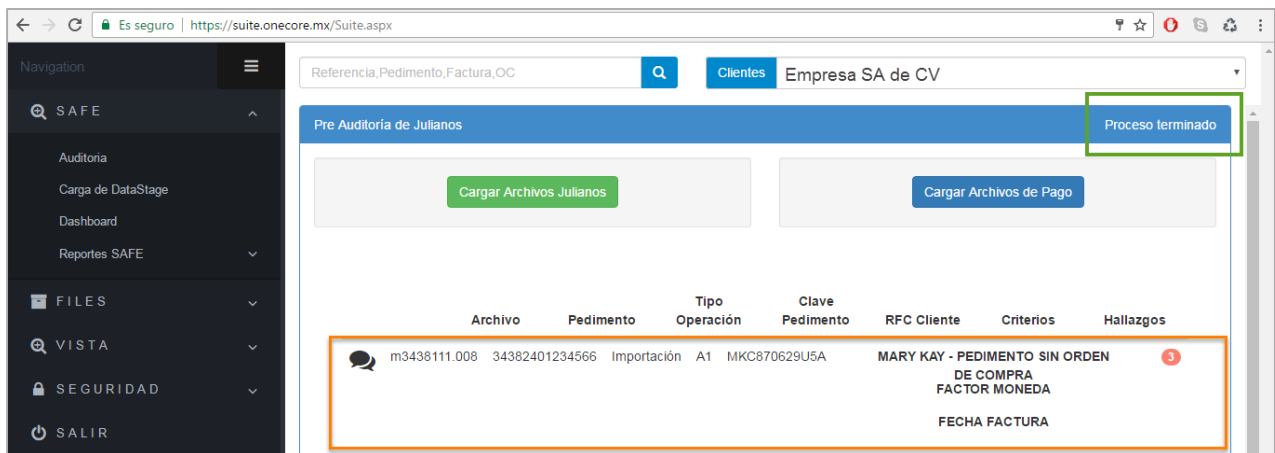 Es seguro | https://suite.onecore.mx/Suite.aspx
Navigation
Referencia,Pedimento,Factura,OC
Clientes
Empresa SA de CV
SAFE
Pre Auditoría de Julianos
Proceso terminado
Auditoria
Carga de DataStage
Dashboard
Reportes SAFE
Cargar Archivos Julianos
Cargar Archivos de Pago
FILES
VISTA
SEGURIDAD
SALIR
Archivo Pedimento Tipo Operación Clave Pedimento RFC Cliente Criterios Hallazgos
m3438111.008 34382401234566 Importación A1 MKC870629U5A MARY KAY - PEDIMENTO SIN ORDEN 3
DE COMPRA
FACTOR MONEDA
FECHA FACTURA